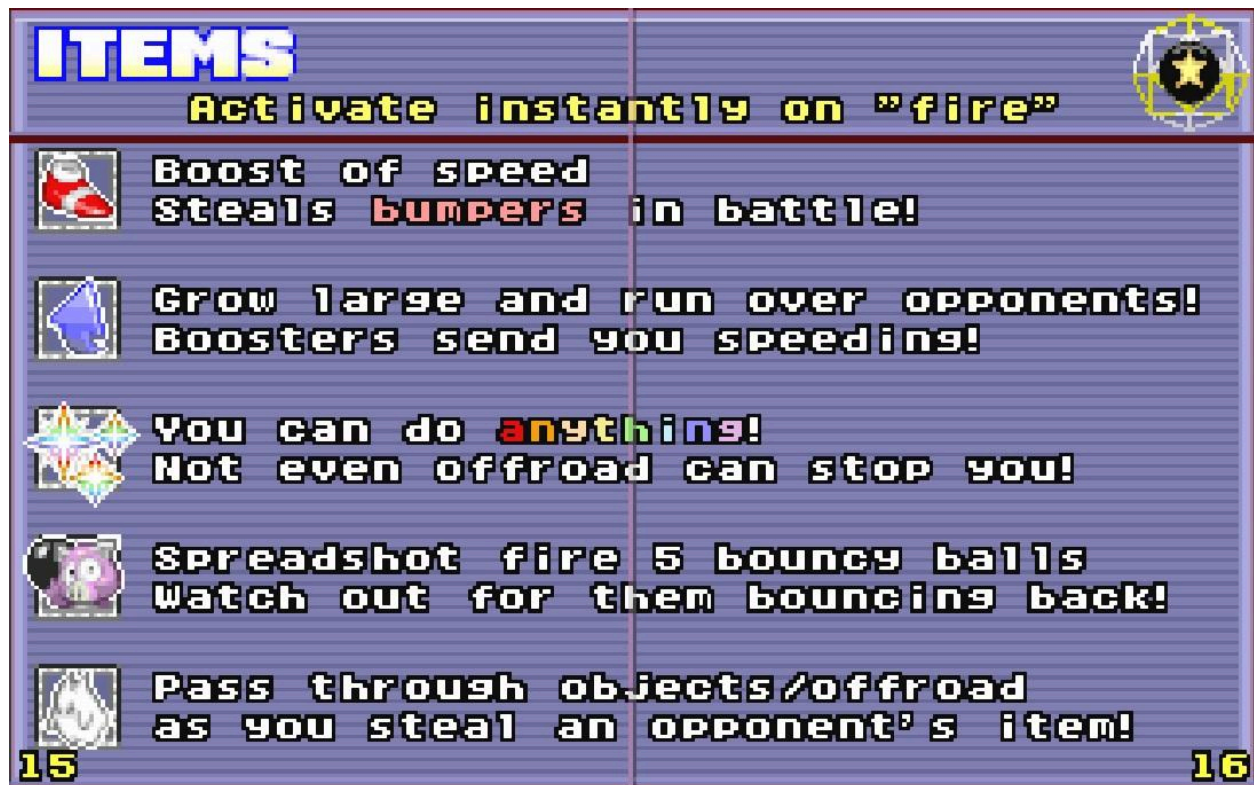 ITEMS
Activate instantly on "fire"
Boost of speed
Steals bumpers in battle!
Grow large and run over opponents!
Boosters send you speeding!
You can do anything!
Not even offroad can stop you!
Spreadshot fire 5 bouncy balls
Watch out for them bouncing back!
Pass through objects/offroad
as you steal an opponent's item!
15
16